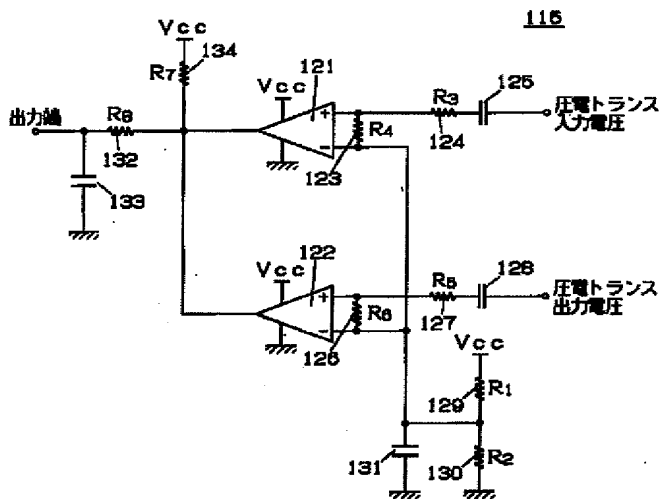 115
Vcc
134
R7
121
Vcc
125
出力端
R8
+
R3
圧電トランス
入力電圧
R4
132
124
−
123
133
122
128
Vcc
R5
圧電トランス
出力電圧
+
R6
127
−
126
Vcc
129
R1
131
130
R2